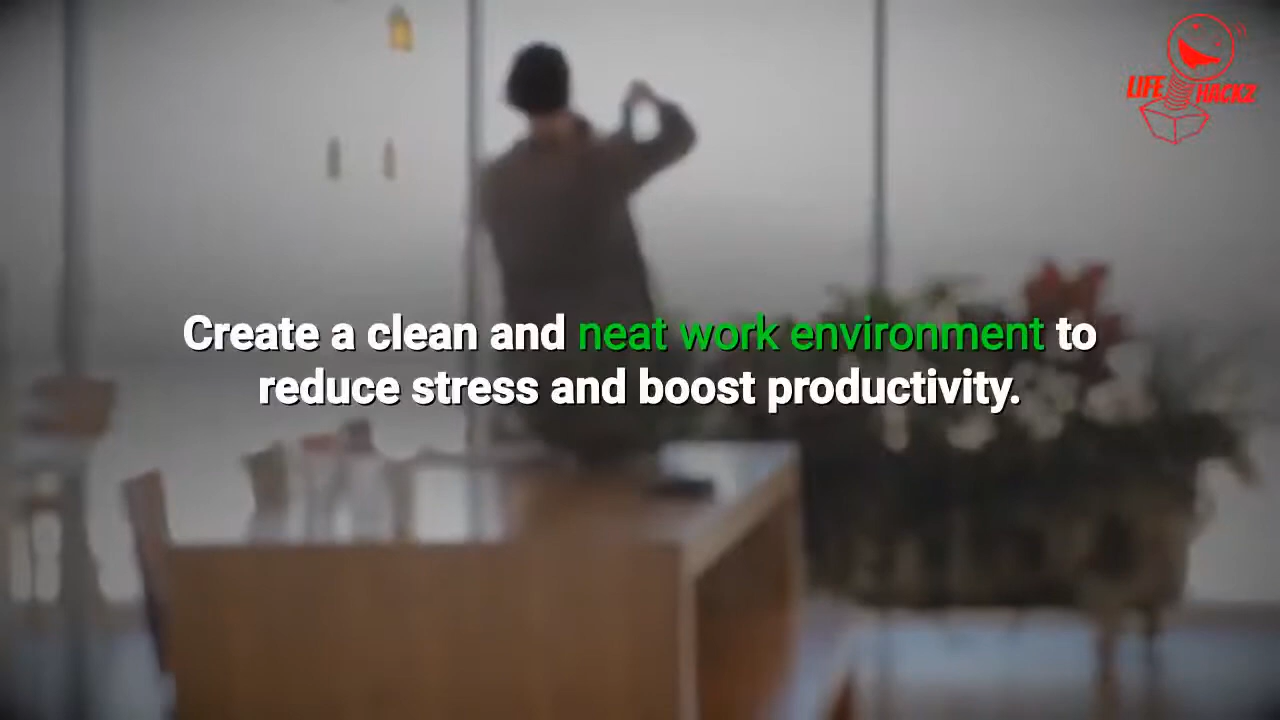 LIFE HACKZ
Create a clean and neat work environment to
reduce stress and boost productivity.